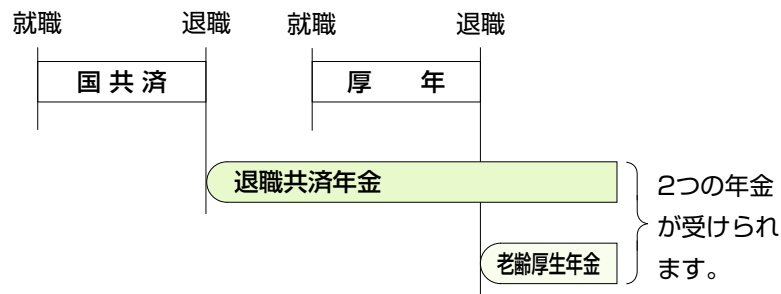 就職 退職 就職 退職
国共済 厚 年
退職共済年金
老齢厚生年金
2つの年金
が受けられ
ます。